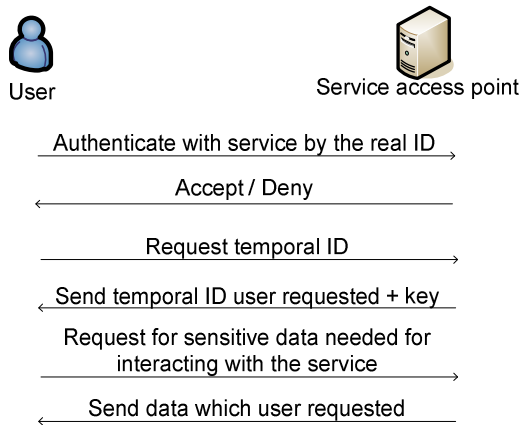 User
Service access point
Authenticate with service by the real ID
Accept / Deny
Request temporal ID
Send temporal ID user requested + key
Request for sensitive data needed for
interacting with the service
Send data which user requested